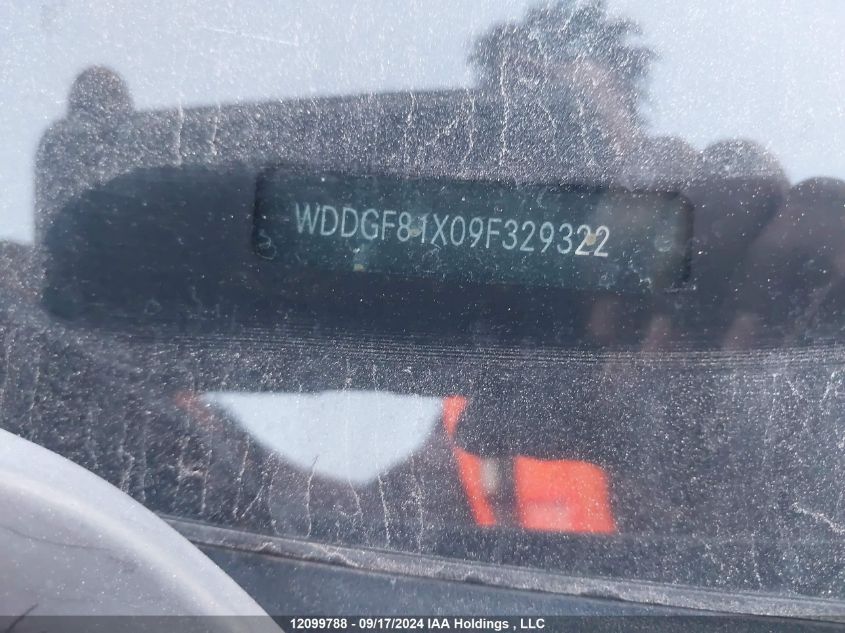 WDDGF81X09F329322
12099788 - 09/17/2024 IAA Holdings , LLC